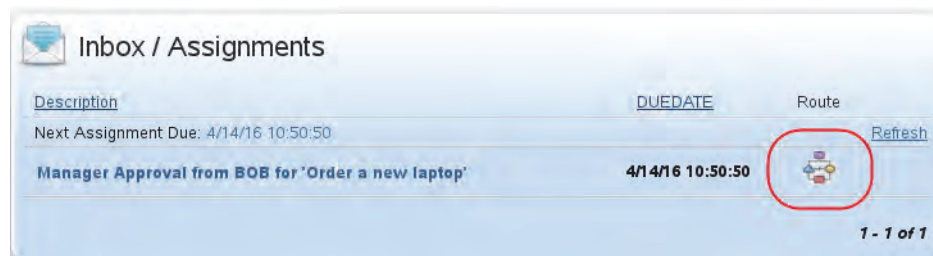 Inbox / Assignments
Description DUEDATE Route
Next Assignment Due: 4/14/16 10:50:50 Refresh
Manager Approval from BOB for 'Order a new laptop' 4/14/16 10:50:50
1 - 1 of 1